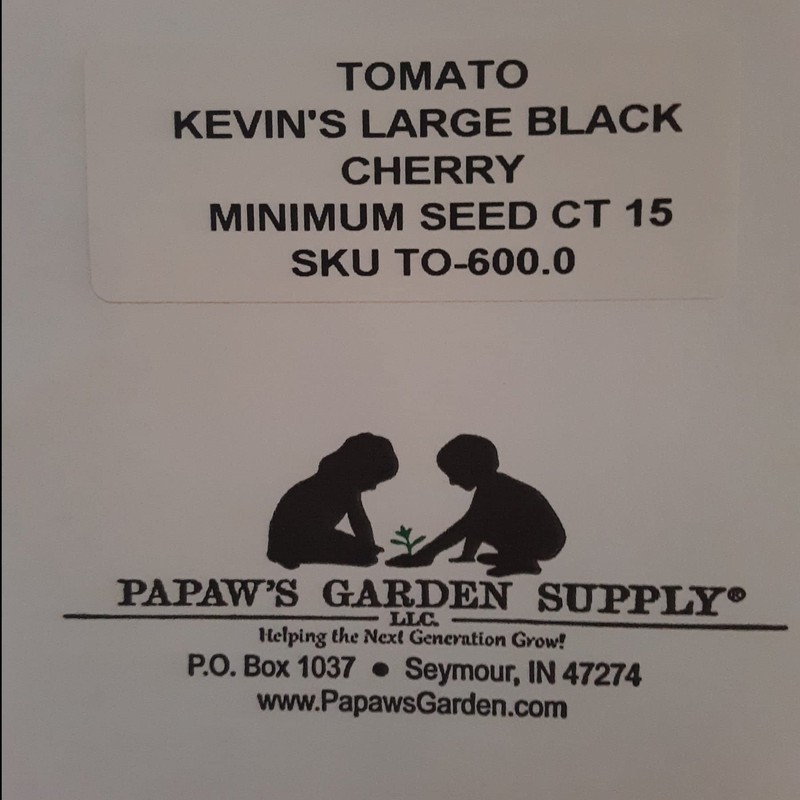 TOMATO
KEVIN'S LARGE BLACK
CHERRY
MINIMUM SEED CT 15
SKU TO-600.0
PAPAW'S GARDEN SUPPLY®
LLC.
Helping the Next Generation Grow!
P.O. Box 1037 • Seymour, IN 47274
www.PapawsGarden.com